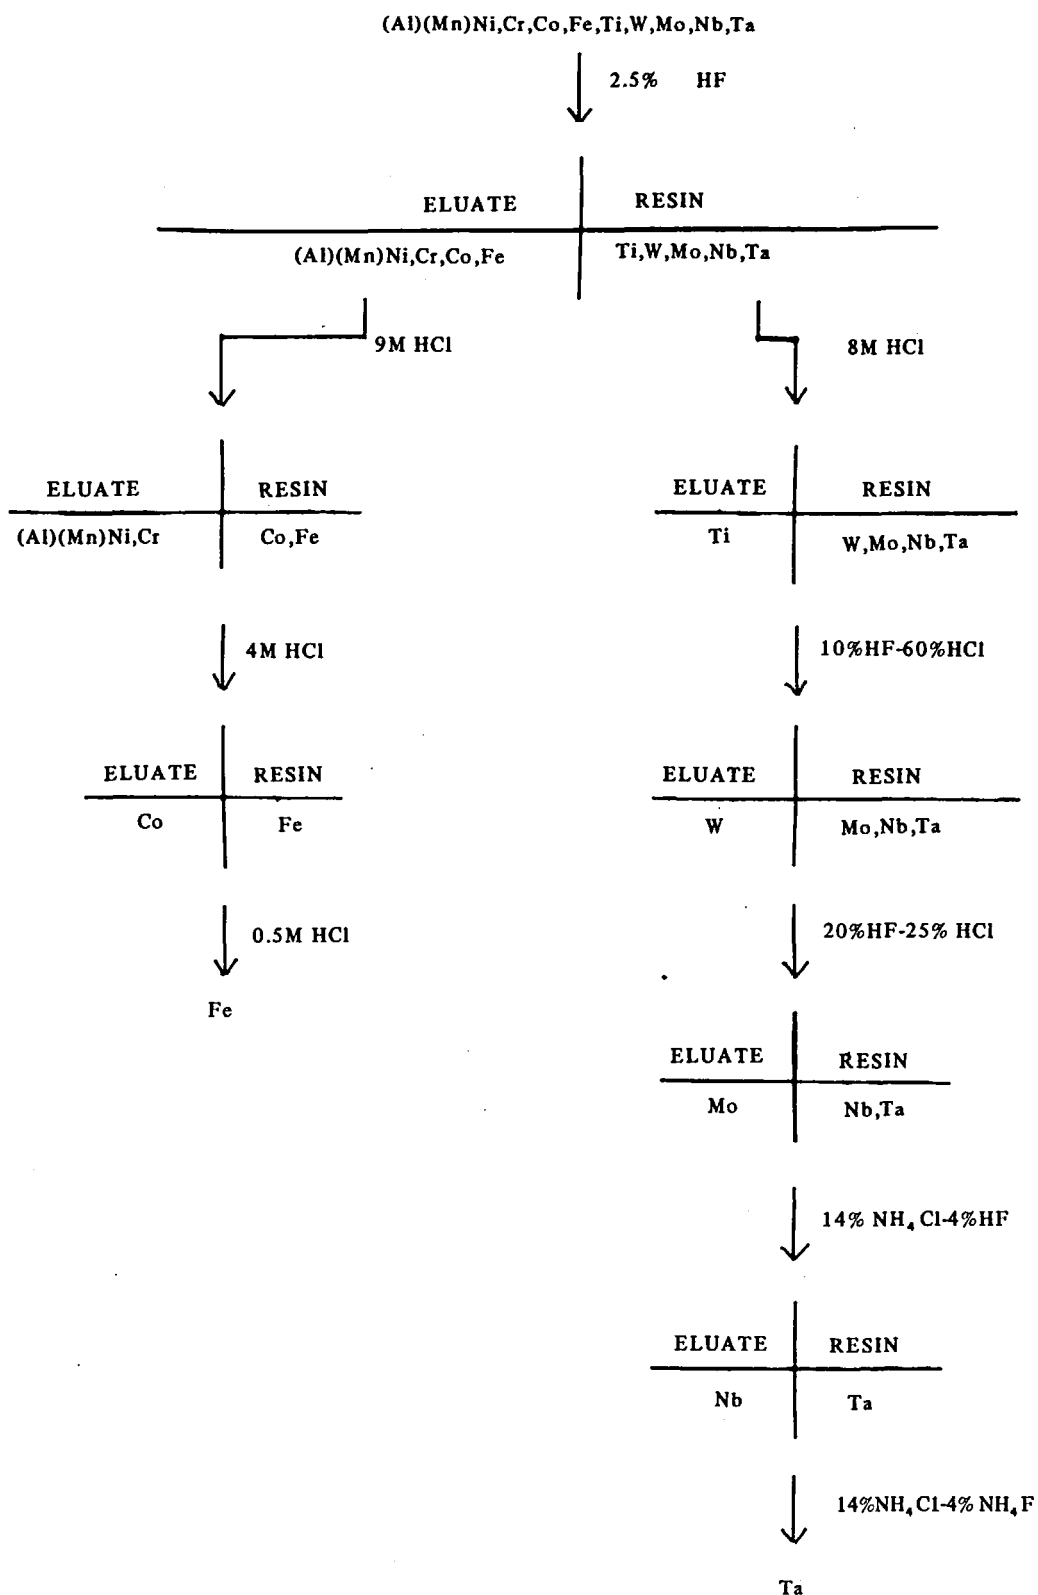 (Al)(Mn)Ni,Cr,Co,Fe,Ti,W,Mo,Nb,Ta
2.5% HF
ELUATE RESIN
(Al)(Mn)Ni,Cr,Co,Fe Ti,W,Mo,Nb,Ta
9M HCl 8M HCl
ELUATE RESIN ELUATE RESIN
(Al)(Mn)Ni,Cr Co,Fe Ti W,Mo,Nb,Ta
4M HCl 10%HF-60%HCl
ELUATE RESIN ELUATE RESIN
Co Fe W Mo,Nb,Ta
0.5M HCl 20%HF-25% HCl
Fe
ELUATE RESIN
Mo Nb,Ta
14% NH₄Cl-4%HF
ELUATE RESIN
Nb Ta
14%NH₄Cl-4% NH₄F
Ta